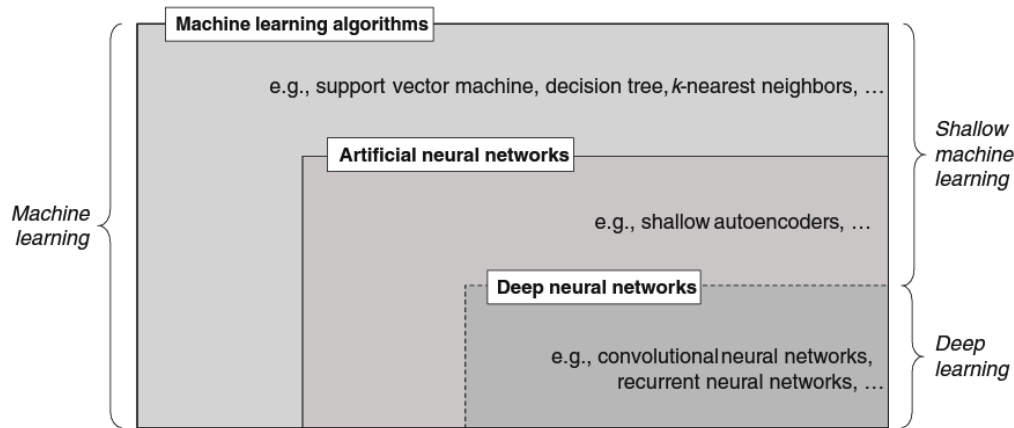 Machine learning algorithms
e.g., support vector machine, decision tree, k-nearest neighbors, …
Artificial neural networks
Shallow
machine
learning
Machine
learning
e.g., shallow autoencoders, …
Deep neural networks
e.g., convolutional neural networks,
recurrent neural networks, …
Deep
learning